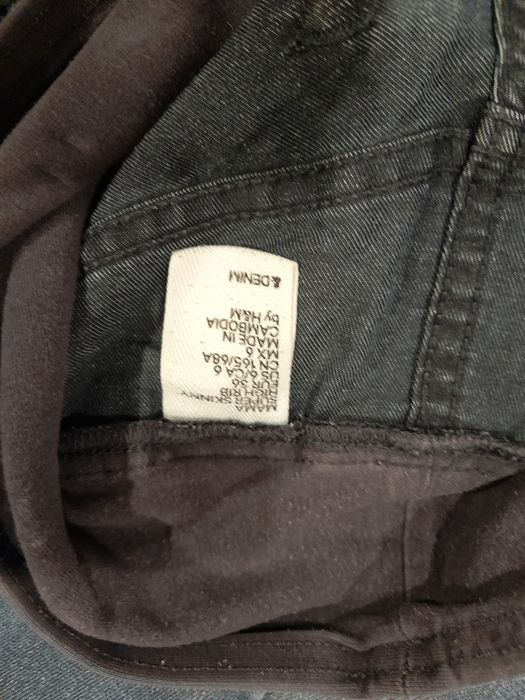 & DENIM
by H&M
MADE IN
CAMBODIA
MX 6
CN 165/68A
US 6/CA 6
EUR 36
HIGH RIB
SUPER SKINNY
MAMA